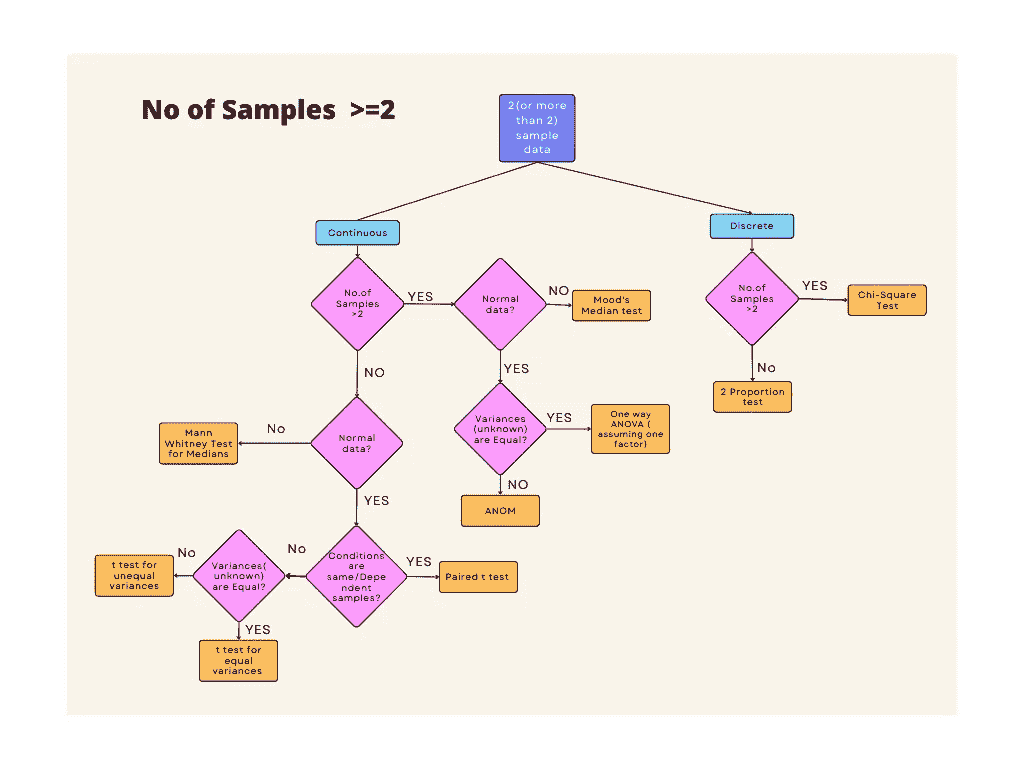 No of Samples >=2
2(or more
than 2)
sample
data
Continuous
Discrete
No.of
Samples
>2
YES
Normal
data?
NO
Mood's
Median test
No.of
Samples
>2
YES
Chi-Square
Test
NO
YES
No
2 Proportion
test
Mann
Whitney Test
for Medians
No
Normal
data?
Variances
(unknown)
are Equal?
YES
One way
ANOVA (
assuming one
factor)
YES
NO
ANOM
t test for
unequal
variances
No
Variances(
unknown)
are Equal?
No
Conditions
are
same/Depe
ndent
samples?
YES
Paired t test
YES
t test for
equal
variances